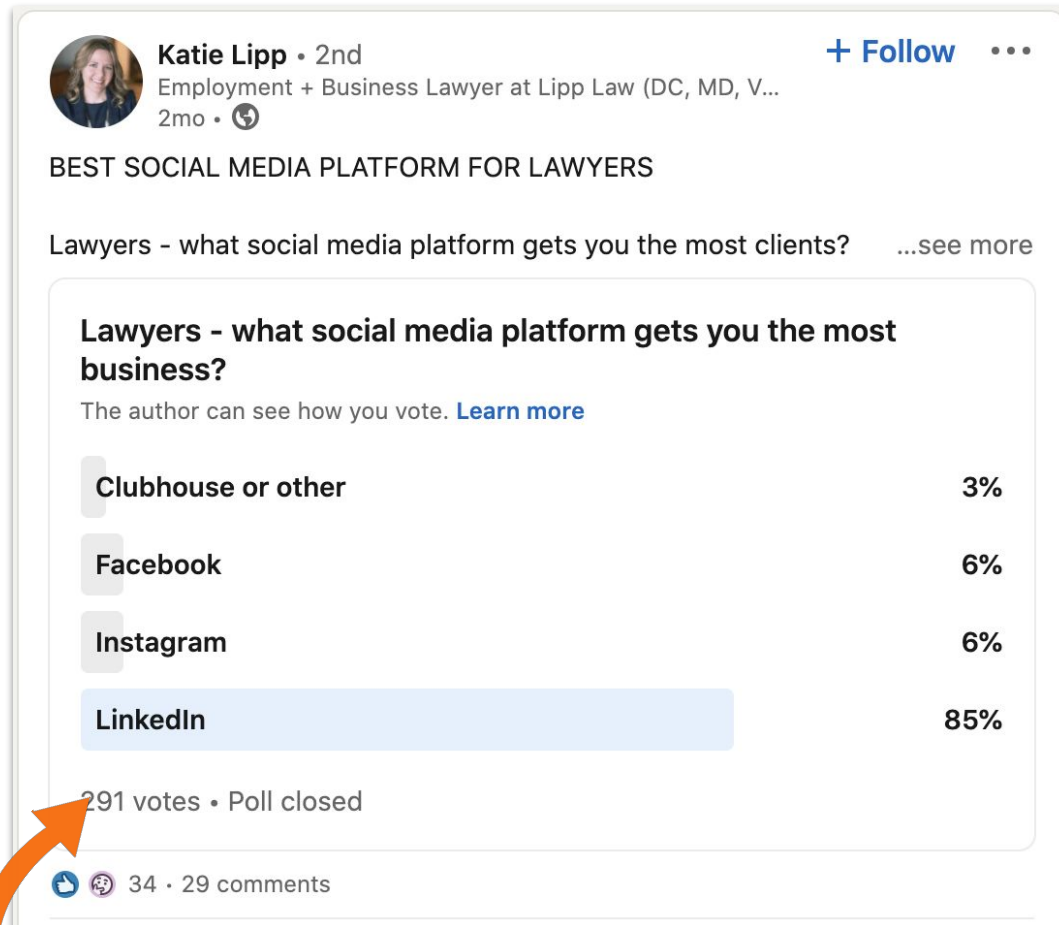 Katie Lipp • 2nd
+ Follow •••
Employment + Business Lawyer at Lipp Law (DC, MD, V...
2mo •
BEST SOCIAL MEDIA PLATFORM FOR LAWYERS
Lawyers - what social media platform gets you the most clients? ...see more
Lawyers - what social media platform gets you the most
business?
The author can see how you vote. Learn more
Clubhouse or other 3%
Facebook 6%
Instagram 6%
LinkedIn 85%
291 votes • Poll closed
34 · 29 comments